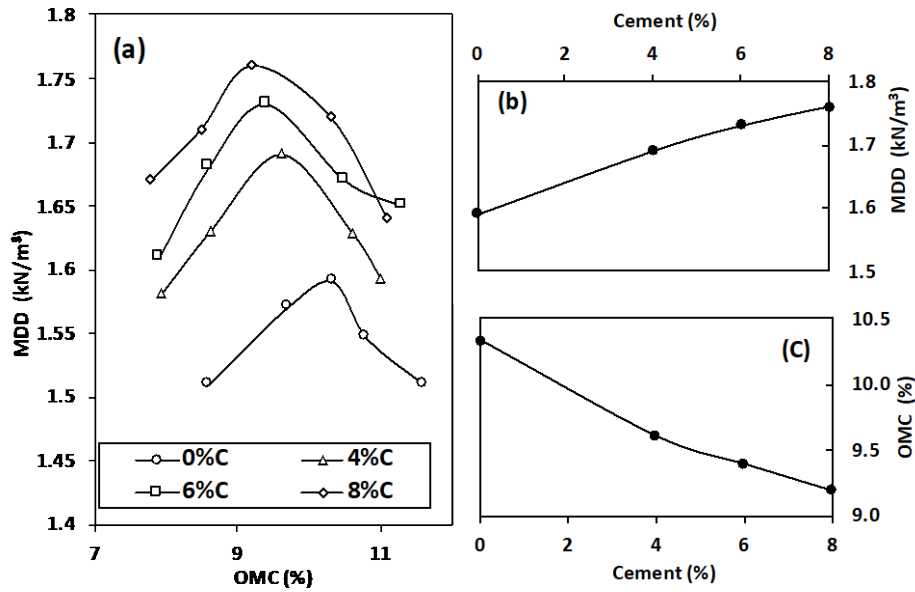 (a)
1.8
1.75
1.7
1.65
1.6
1.55
1.5
1.45
1.4
MDD (kN/m³)
7 9 11
OMC (%)
0%C 4%C
6%C 8%C
Cement (%)
0 2 4 6 8
(b)
1.8
1.7
1.6
1.5
MDD (kN/m³)
(C)
10.5
10.0
9.5
9.0
OMC (%)
0 2 4 6 8
Cement (%)